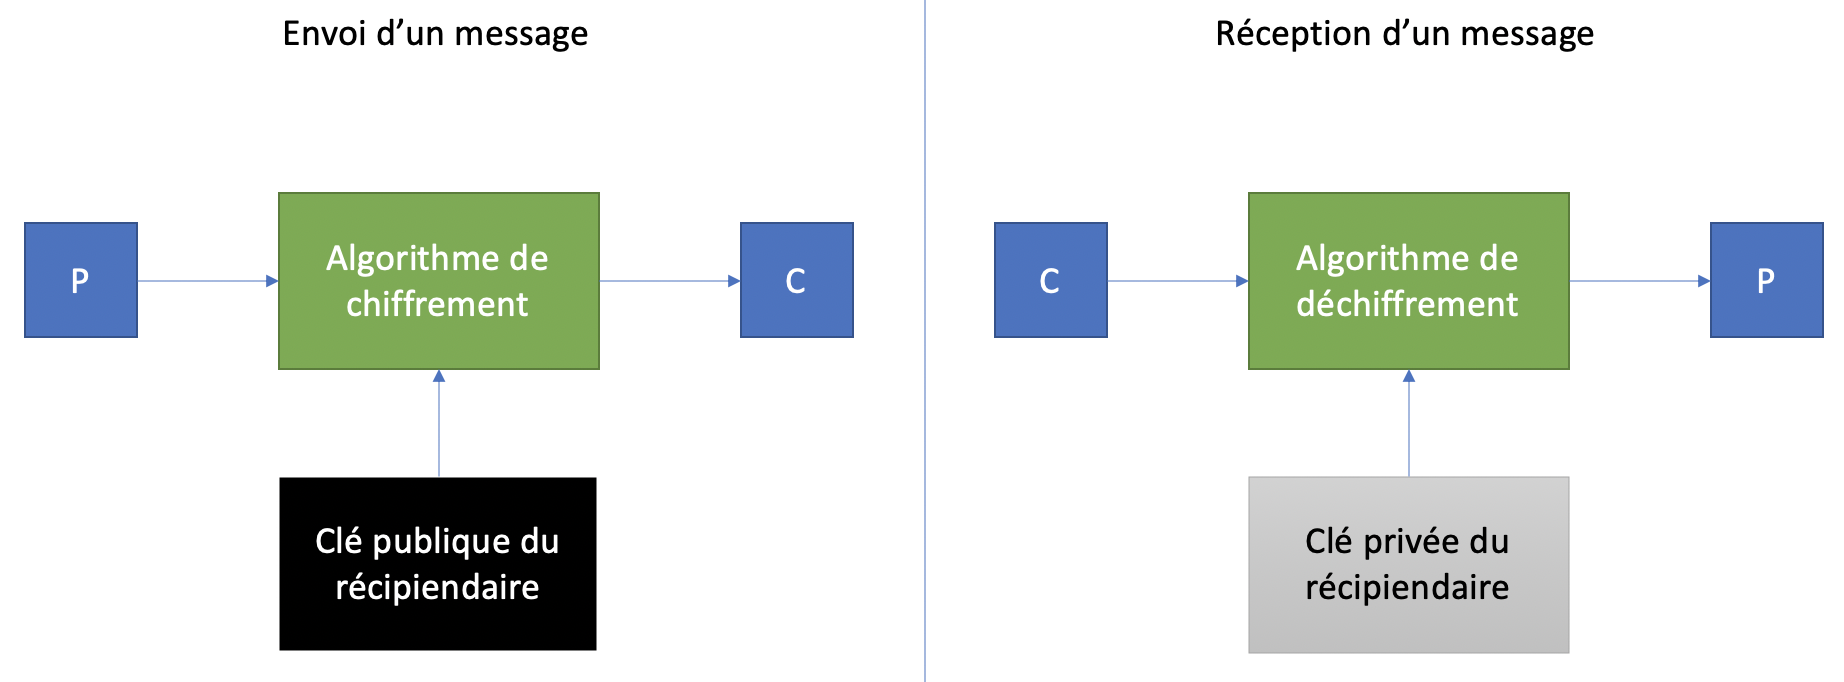 Envoi d’un message
P
Algorithme de
chiffrement
C
Clé publique du
récipiendaire
Réception d’un message
C
Algorithme de
déchiffrement
P
Clé privée du
récipiendaire